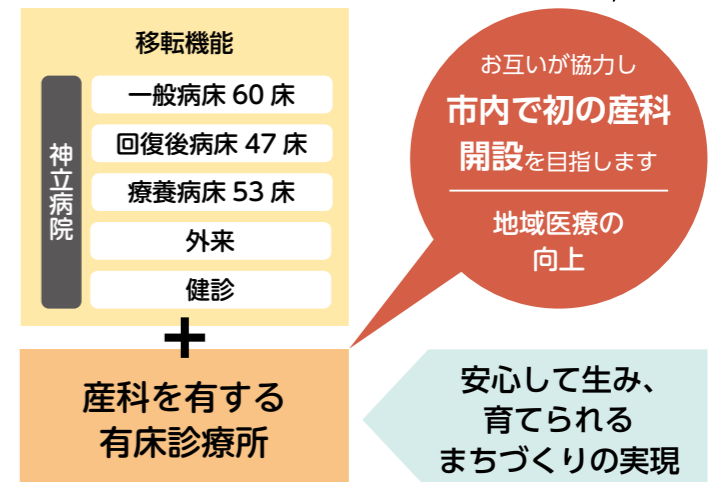 移転機能
神立病院
一般病床 60 床
回復後病床 47 床
療養病床 53 床
外来
健診
+
産科を有する
有床診療所
お互いが協力し
市内で初の産科
開設を目指します
地域医療の
向上
安心して生み、
育てられる
まちづくりの実現